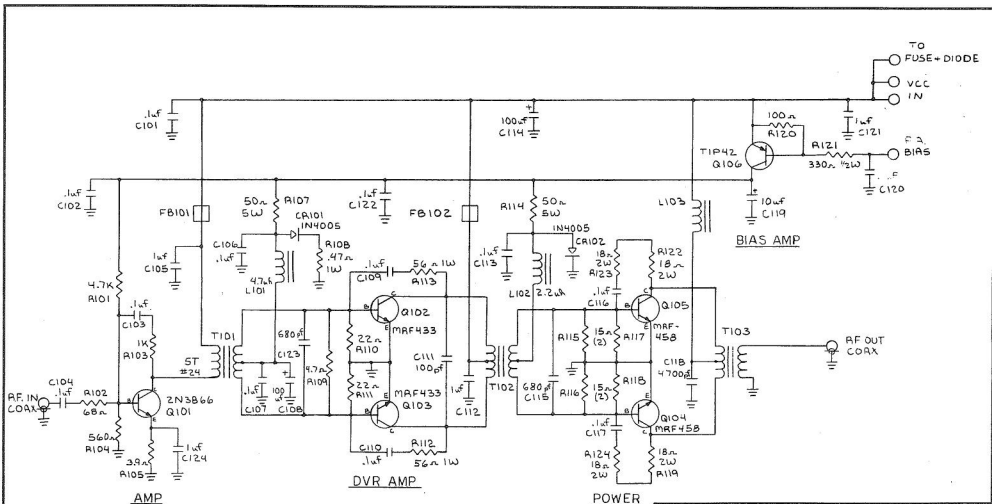 TO
FUSE+DIODE
VCC
IN
.1uf
C101
100uf
C114
+
100Ω
R120
1uf
C121
TIP42
Q106
R121
330Ω ½W
BIAS
C120
.1uf
C102
50Ω
5W
R107
.1uf
C122
R114
50Ω
5W
+
10uf
C119
BIAS AMP
L103
FB101
CR101
IN4005
FB102
IN4005
CR102
.1uf
C105
C106
.1uf
R108
.47Ω
1W
.1uf
C113
4.7uh
L101
L102
2.2uh
4.7K
R101
.1uf
C103
1K
R103
.1uf
C109
56Ω 1W
R113
18Ω
2W
R123
R122
18Ω
2W
.1uf
C116
T101
ST
#24
680pf
C123
4.7Ω
R109
22Ω
R110
22Ω
R111
B
C
E
Q102
MRF433
MRF433
Q103
B
E
C
C111
100pf
1uf
C112
T102
680pf
C115
R115
15Ω
(2)
R117
R116
15Ω
(2)
R118
B
C
E
Q105
MRF-
458
C118
4700pf
T103
RF OUT
COAX
.1uf
C107
+
C108
R.F. IN
COAX
C104
.1uf
R102
68Ω
B
C
E
2N3866
Q101
560Ω
R104
3.9Ω
R105
1uf
C124
C110
.1uf
R112
56Ω 1W
B
E
C
Q104
MRF458
.1uf
C117
R124
18Ω
2W
18Ω
2W
R119
AMP
DVR AMP
POWER